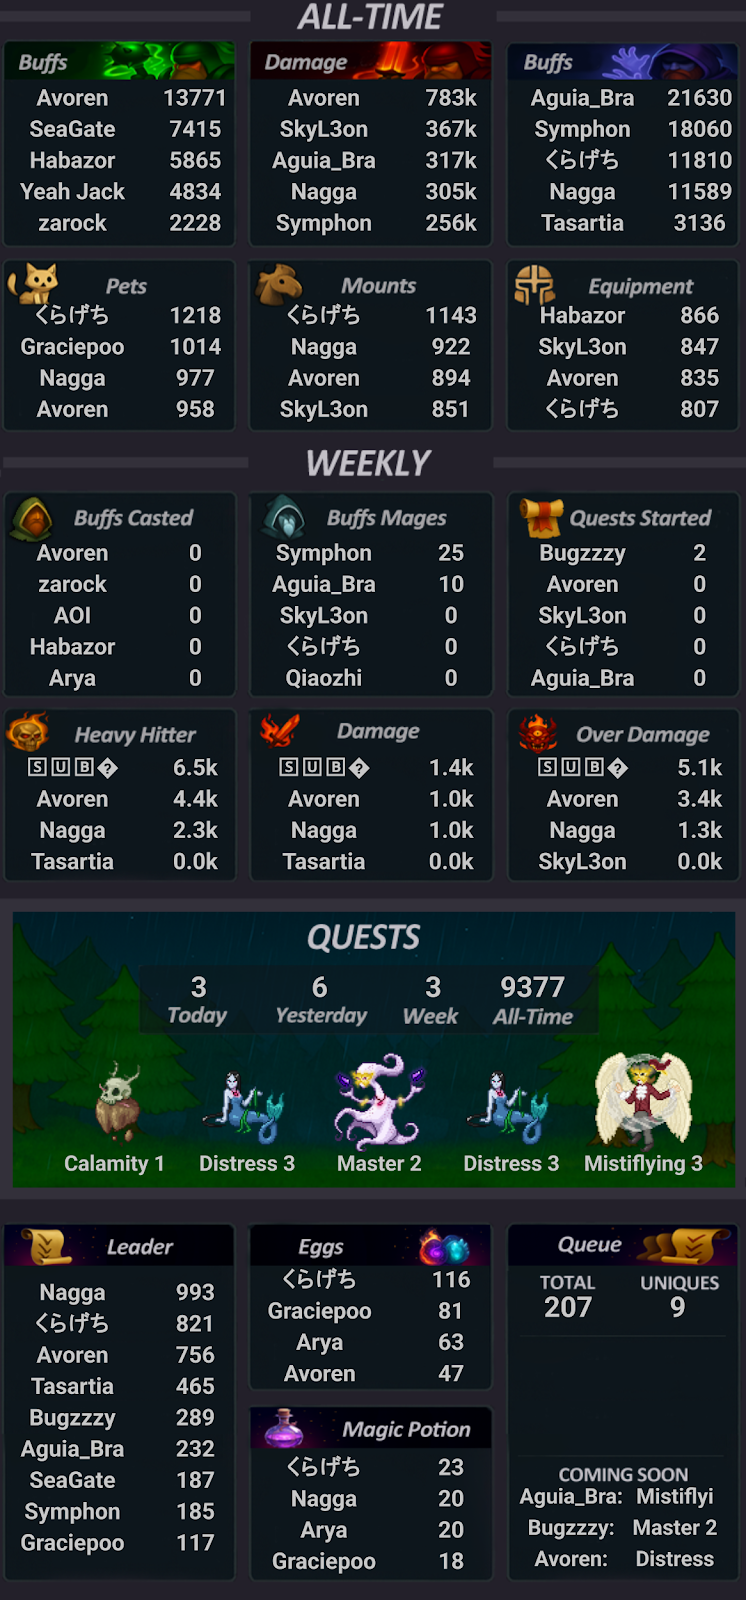 ALL-TIME
Buffs
Avoren 13771
SeaGate 7415
Habazor 5865
Yeah Jack 4834
zarock 2228
Damage
Avoren 783k
SkyL3on 367k
Aguia_Bra 317k
Nagga 305k
Symphon 256k
Buffs
Aguia_Bra 21630
Symphon 18060
くらげち 11810
Nagga 11589
Tasartia 3136
Pets
くらげち 1218
Graciepoo 1014
Nagga 977
Avoren 958
Mounts
くらげち 1143
Nagga 922
Avoren 894
SkyL3on 851
Equipment
Habazor 866
SkyL3on 847
Avoren 835
くらげち 807
WEEKLY
Buffs Casted
Avoren 0
zarock 0
AOI 0
Habazor 0
Arya 0
Buffs Mages
Symphon 25
Aguia_Bra 10
SkyL3on 0
くらげち 0
Qiaozhi 0
Quests Started
Bugzzzy 2
Avoren 0
SkyL3on 0
くらげち 0
Aguia_Bra 0
Heavy Hitter
🅂🅄🄱� 6.5k
Avoren 4.4k
Nagga 2.3k
Tasartia 0.0k
Damage
🅂🅄🄱� 1.4k
Avoren 1.0k
Nagga 1.0k
Tasartia 0.0k
Over Damage
🅂🅄🄱� 5.1k
Avoren 3.4k
Nagga 1.3k
SkyL3on 0.0k
QUESTS
3 6 3 9377
Today Yesterday Week All-Time
Calamity 1 Distress 3 Master 2 Distress 3 Mistiflying 3
Leader
Nagga 993
くらげち 821
Avoren 756
Tasartia 465
Bugzzzy 289
Aguia_Bra 232
SeaGate 187
Symphon 185
Graciepoo 117
Eggs
くらげち 116
Graciepoo 81
Arya 63
Avoren 47
Magic Potion
くらげち 23
Nagga 20
Arya 20
Graciepoo 18
Queue
TOTAL UNIQUES
207 9
COMING SOON
Aguia_Bra: Mistiflyi
Bugzzzy: Master 2
Avoren: Distress